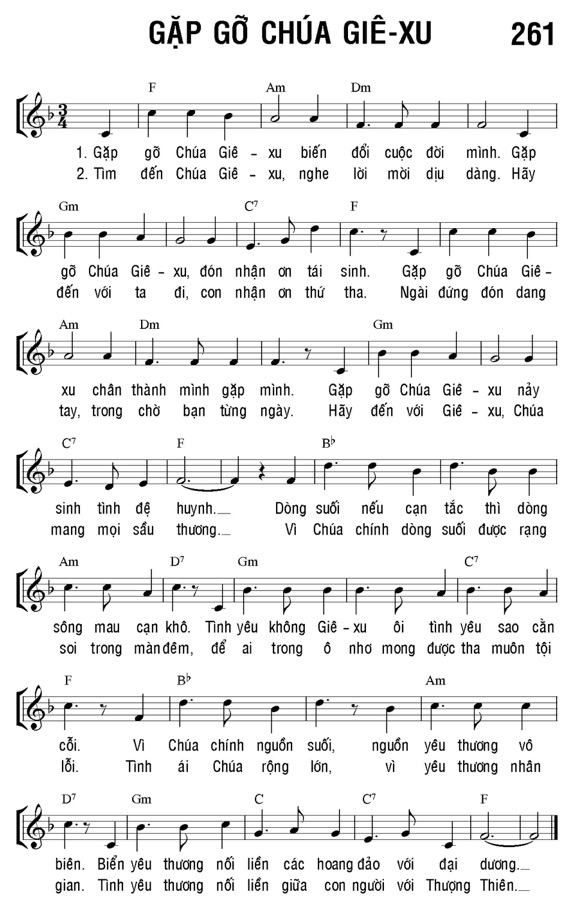 GẶP GỠ CHÚA GIÊ-XU 261
F Am Dm
3 4
1. Gặp gỡ Chúa Giê - xu biến đổi cuộc đời mình. Gặp
2. Tìm đến Chúa Giê - xu, nghe lời mời dịu dàng. Hãy
Gm C7 F
gỡ Chúa Giê - xu, đón nhận ơn tái sinh. Gặp gỡ Chúa Giê-
đến với ta đi, con nhận ơn thứ tha. Ngài đứng đón dang
Am Dm Gm
xu chân thành mình gặp mình. Gặp gỡ Chúa Giê - xu nảy
tay, trong chờ bạn từng ngày. Hãy đến với Giê - xu, Chúa
C7 F B♭
sinh tình đệ huynh. Dòng suối nếu cạn tắc thì dòng
mang mọi sầu thương. Vì Chúa chính dòng suối được rạng
Am D7 Gm C7
sông mau cạn khô. Tình yêu không Giê - xu ôi tình yêu sao cằn
soi trong màn đêm, để ai trong ô nhơ mong được tha muôn tội
F B♭ Am
cỗi. Vì Chúa chính nguồn suối, nguồn yêu thương vô
lỗi. Tình ái Chúa rộng lớn, vì yêu thương nhân
D7 Gm C C7 F
biên. Biển yêu thương nối liền các hoang đảo với đại dương.
gian. Tình yêu thương nối liền giữa con người với Thượng Thiên.